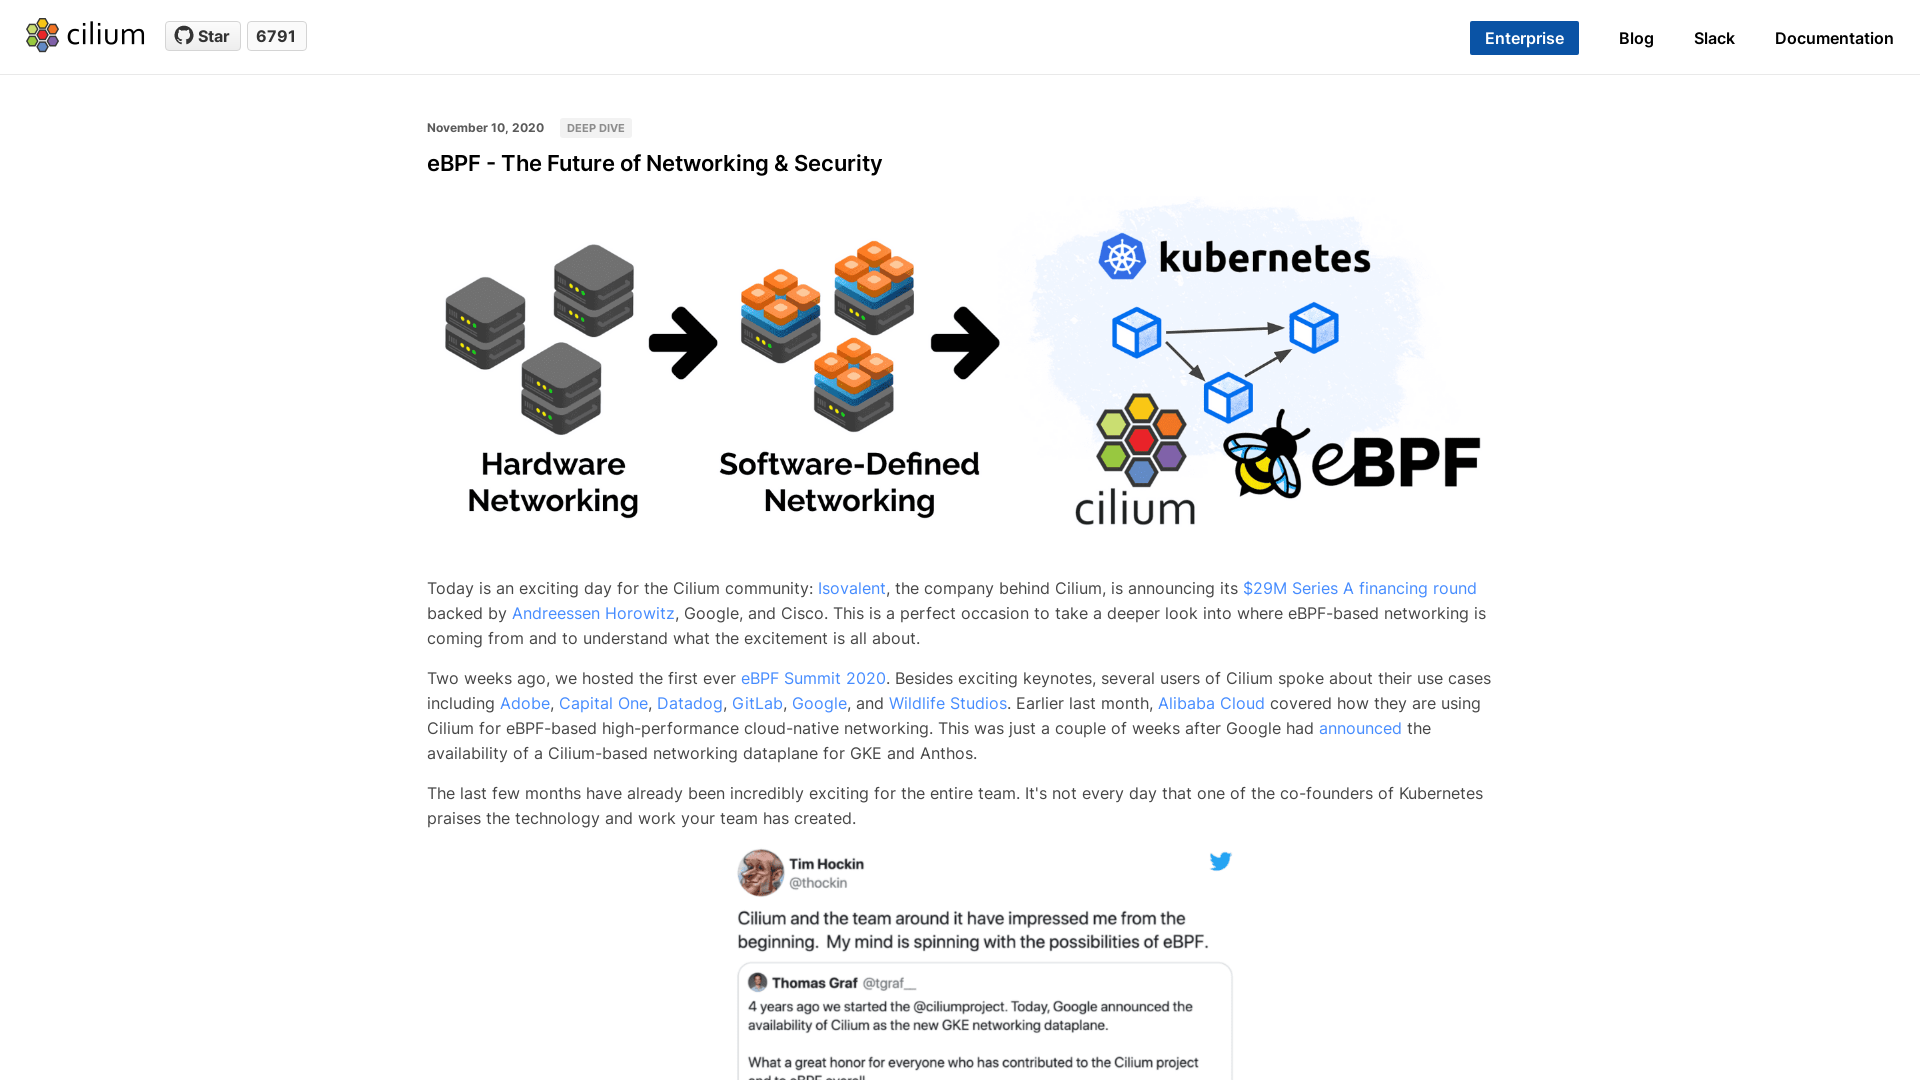 cilium
Star
6791
Enterprise
Blog
Slack
Documentation
November 10, 2020
DEEP DIVE
eBPF - The Future of Networking & Security
kubernetes
Hardware
Networking
Software-Defined
Networking
cilium
eBPF
Today is an exciting day for the Cilium community: Isovalent, the company behind Cilium, is announcing its $29M Series A financing round
backed by Andreessen Horowitz, Google, and Cisco. This is a perfect occasion to take a deeper look into where eBPF-based networking is
coming from and to understand what the excitement is all about.
Two weeks ago, we hosted the first ever eBPF Summit 2020. Besides exciting keynotes, several users of Cilium spoke about their use cases
including Adobe, Capital One, Datadog, GitLab, Google, and Wildlife Studios. Earlier last month, Alibaba Cloud covered how they are using
Cilium for eBPF-based high-performance cloud-native networking. This was just a couple of weeks after Google had announced the
availability of a Cilium-based networking dataplane for GKE and Anthos.
The last few months have already been incredibly exciting for the entire team. It's not every day that one of the co-founders of Kubernetes
praises the technology and work your team has created.
Tim Hockin
@thockin
Cilium and the team around it have impressed me from the
beginning. My mind is spinning with the possibilities of eBPF.
Thomas Graf @tgraf__
4 years ago we started the @ciliumproject. Today, Google announced the
availability of Cilium as the new GKE networking dataplane.
What a great honor for everyone who has contributed to the Cilium project
and to eBPF overall